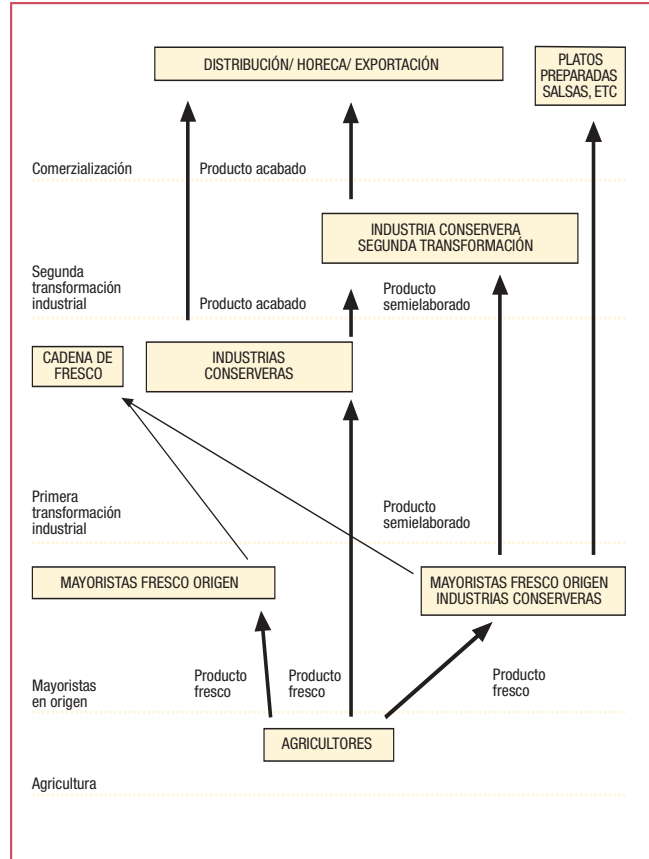 DISTRIBUCIÓN/ HORECA/ EXPORTACIÓN
PLATOS
PREPARADAS
SALSAS, ETC
Comerzialización
Producto acabado
INDUSTRIA CONSERVERA
SEGUNDA TRANSFORMACIÓN
Segunda
transformación
industrial
Producto acabado
Producto
semielaborado
CADENA DE
FRESCO
INDUSTRIAS
CONSERVERAS
Primera
transformación
industrial
Producto
semielaborado
MAYORISTAS FRESCO ORIGEN
MAYORISTAS FRESCO ORIGEN
INDUSTRIAS CONSERVERAS
Mayoristas
en origen
Producto
fresco
Producto
fresco
Producto
fresco
AGRICULTORES
Agricultura